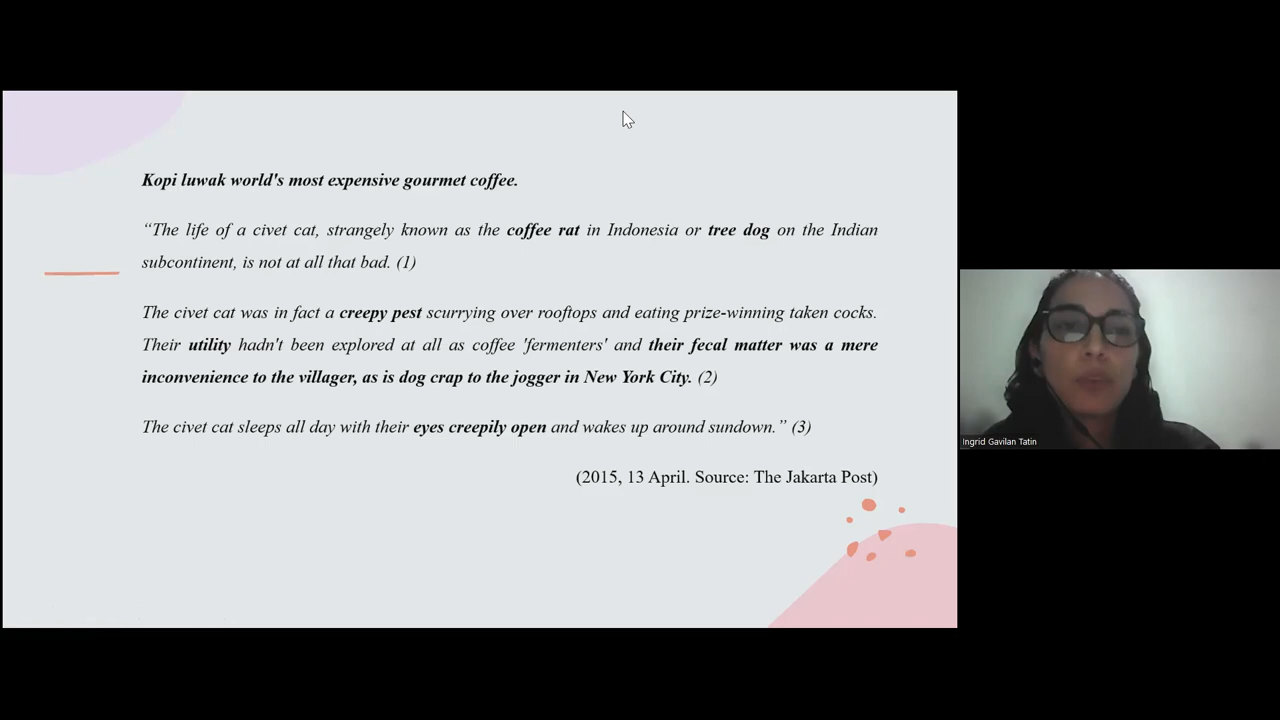 Kopi luwak world's most expensive gourmet coffee.
“The life of a civet cat, strangely known as the coffee rat in Indonesia or tree dog on the Indian
subcontinent, is not at all that bad. (1)
The civet cat was in fact a creepy pest scurrying over rooftops and eating prize-winning taken cocks.
Their utility hadn't been explored at all as coffee 'fermenters' and their fecal matter was a mere
inconvenience to the villager, as is dog crap to the jogger in New York City. (2)
The civet cat sleeps all day with their eyes creepily open and wakes up around sundown.” (3)
(2015, 13 April. Source: The Jakarta Post)
Ingrid Gavilan Tatin